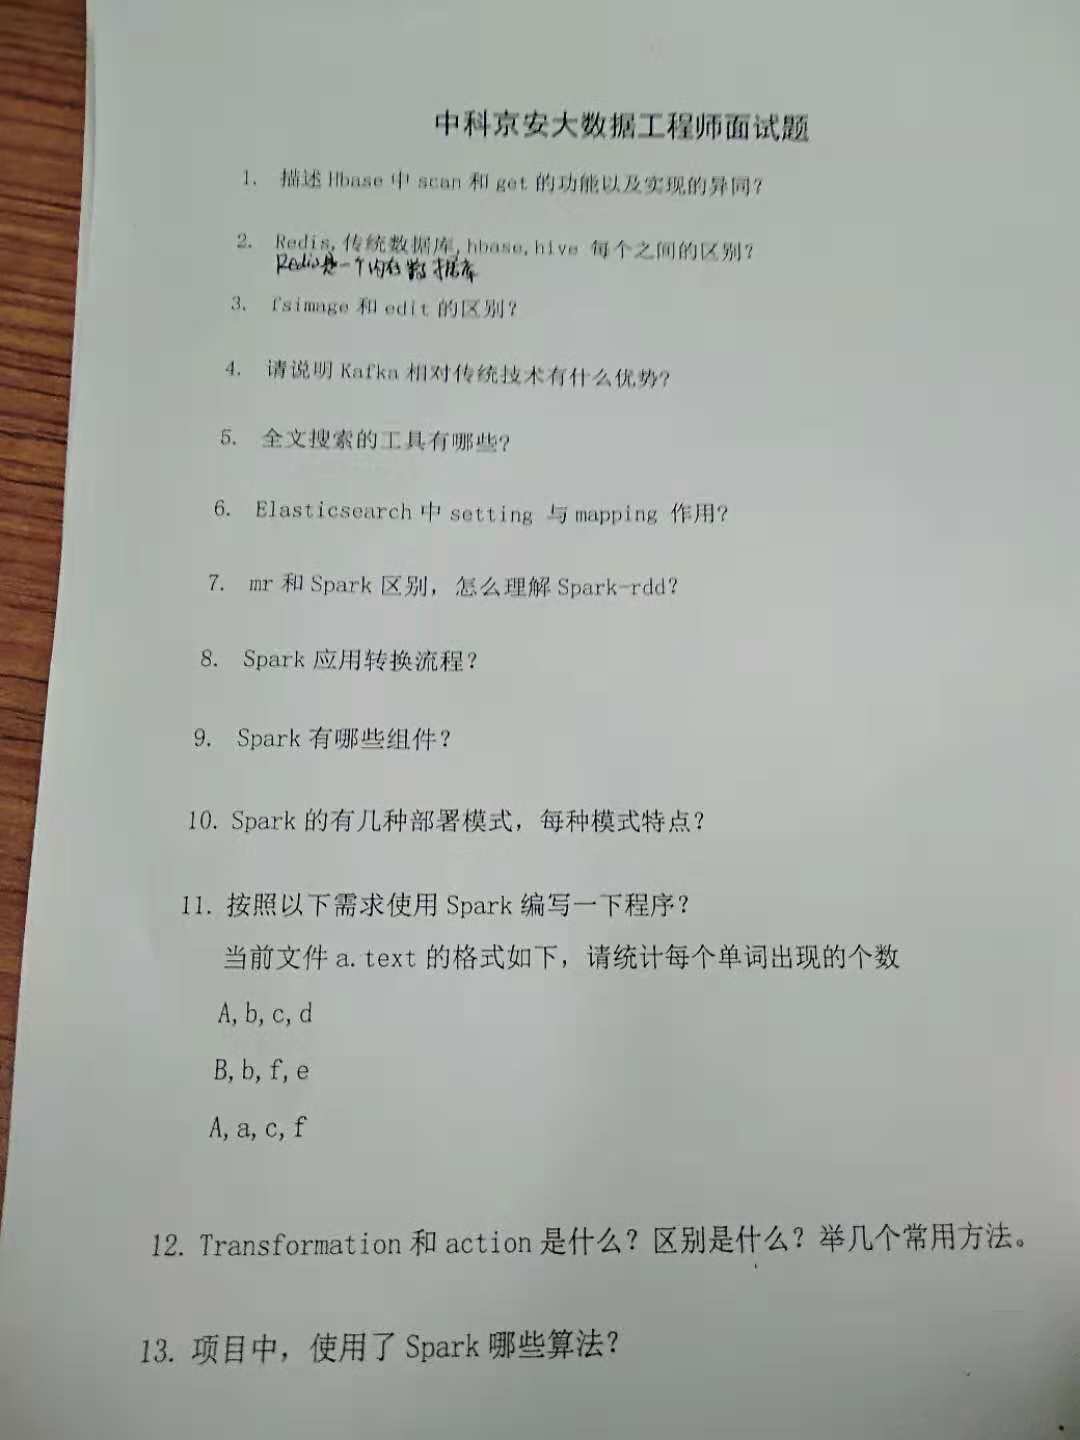 中科京安大数据工程师面试题
1. 描述 Hbase 中 scan 和 get 的功能以及实现的异同?
2. Redis,传统数据库,hbase,hive 每个之间的区别?
Redis是一个内存数据库
3. fsimage 和 edit 的区别?
4. 请说明 Kafka 相对传统技术有什么优势?
5. 全文搜索的工具有哪些?
6. Elasticsearch 中 setting 与 mapping 作用?
7. mr 和 Spark 区别，怎么理解 Spark-rdd?
8. Spark 应用转换流程?
9. Spark 有哪些组件?
10. Spark 的有几种部署模式，每种模式特点?
11. 按照以下需求使用 Spark 编写一下程序?
当前文件 a.text 的格式如下，请统计每个单词出现的个数
A,b,c,d
B,b,f,e
A,a,c,f
12. Transformation 和 action 是什么? 区别是什么? 举几个常用方法。
13. 项目中，使用了 Spark 哪些算法?